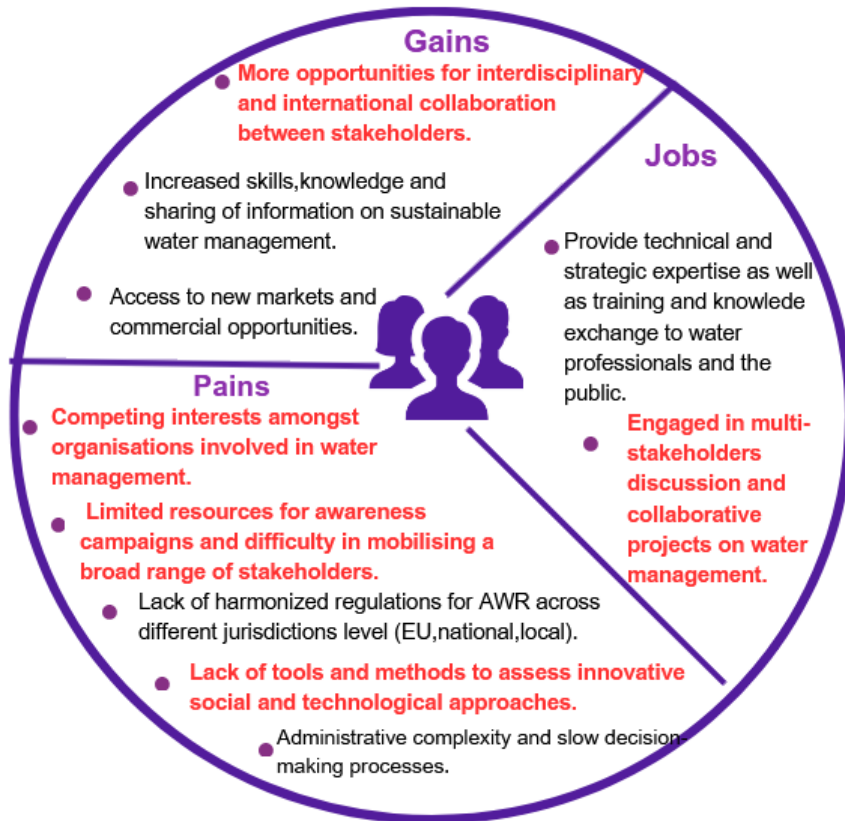 Gains
More opportunities for interdisciplinary
and international collaboration
between stakeholders.
Increased skills,knowledge and
sharing of information on sustainable
water management.
Access to new markets and
commercial opportunities.
Jobs
Provide technical and
strategic expertise as well
as training and knowlede
exchange to water
professionals and the
public.
Engaged in multi-
stakeholders
discussion and
collaborative
projects on water
management.
Pains
Competing interests amongst
organisations involved in water
management.
Limited resources for awareness
campaigns and difficulty in mobilising a
broad range of stakeholders.
Lack of harmonized regulations for AWR across
different jurisdictions level (EU,national,local).
Lack of tools and methods to assess innovative
social and technological approaches.
Administrative complexity and slow decision-
making processes.